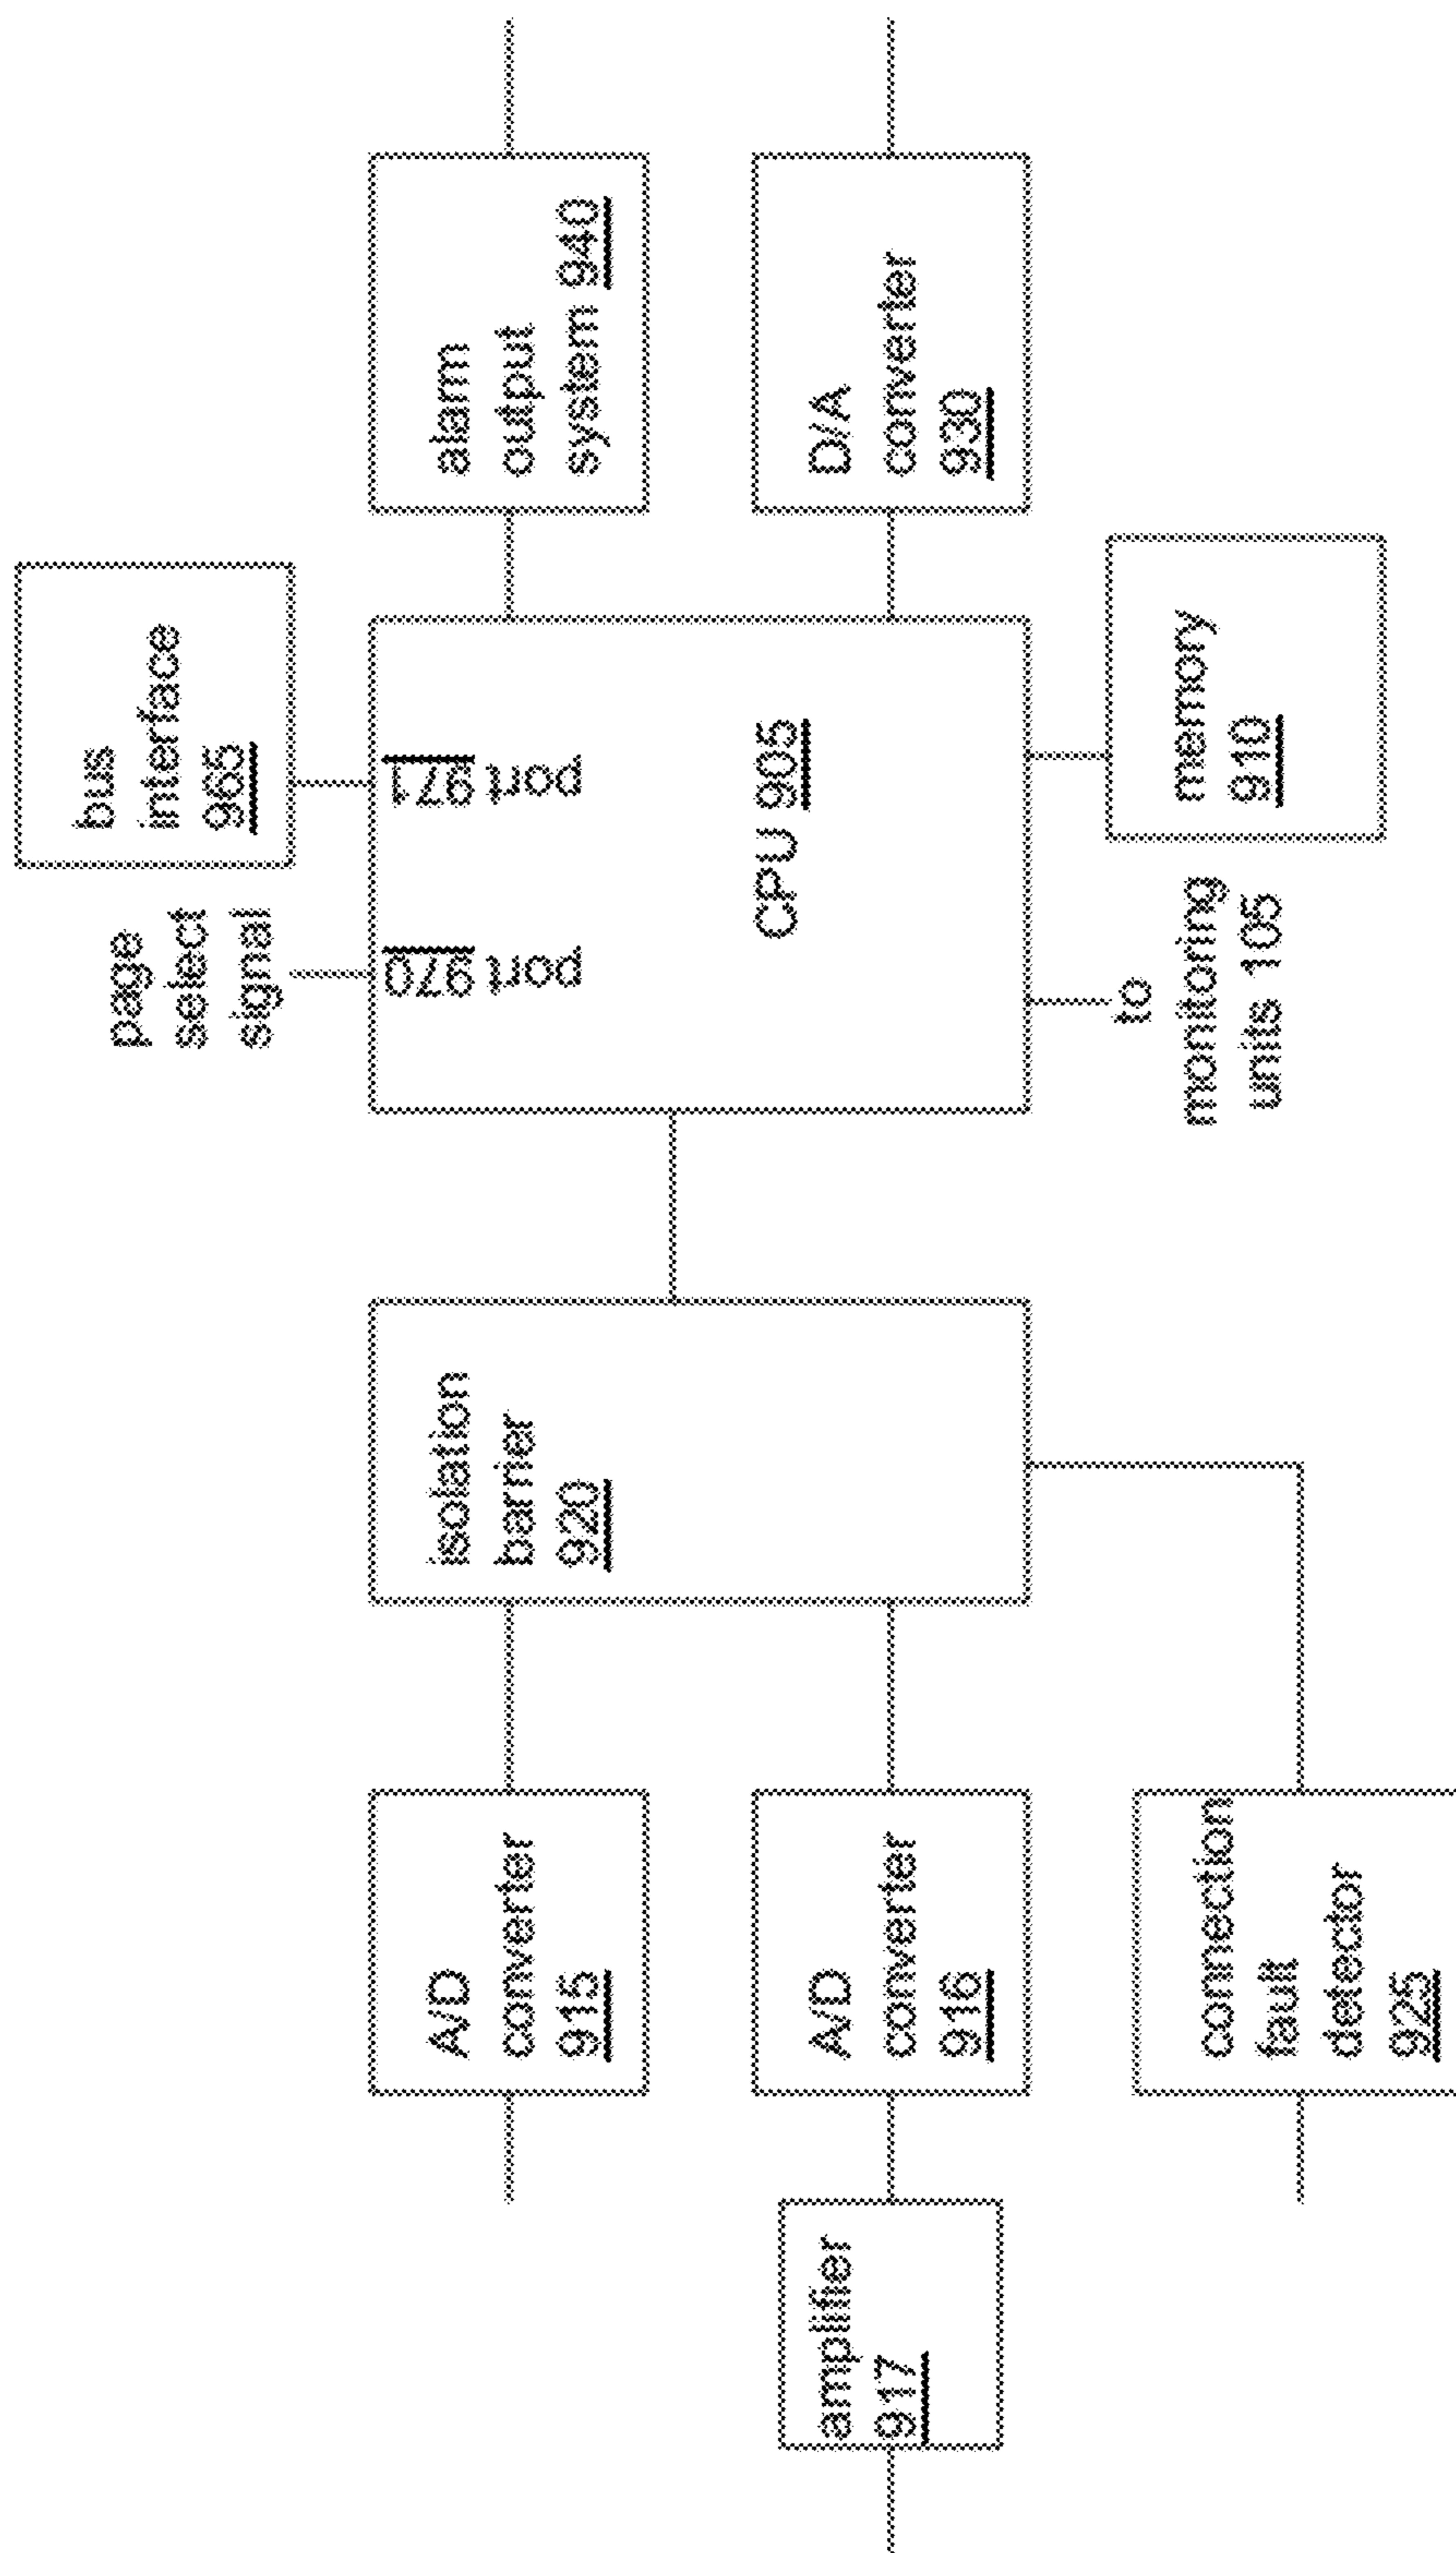 amplifier
917
A/D
converter
915
A/D
converter
916
connection
fault
detector
925
isolation
barrier
920
page
select
signal
bus
interface
965
port 970
port 971
CPU 905
to
monitoring
units 105
memory
910
alarm
output
system 940
D/A
converter
930